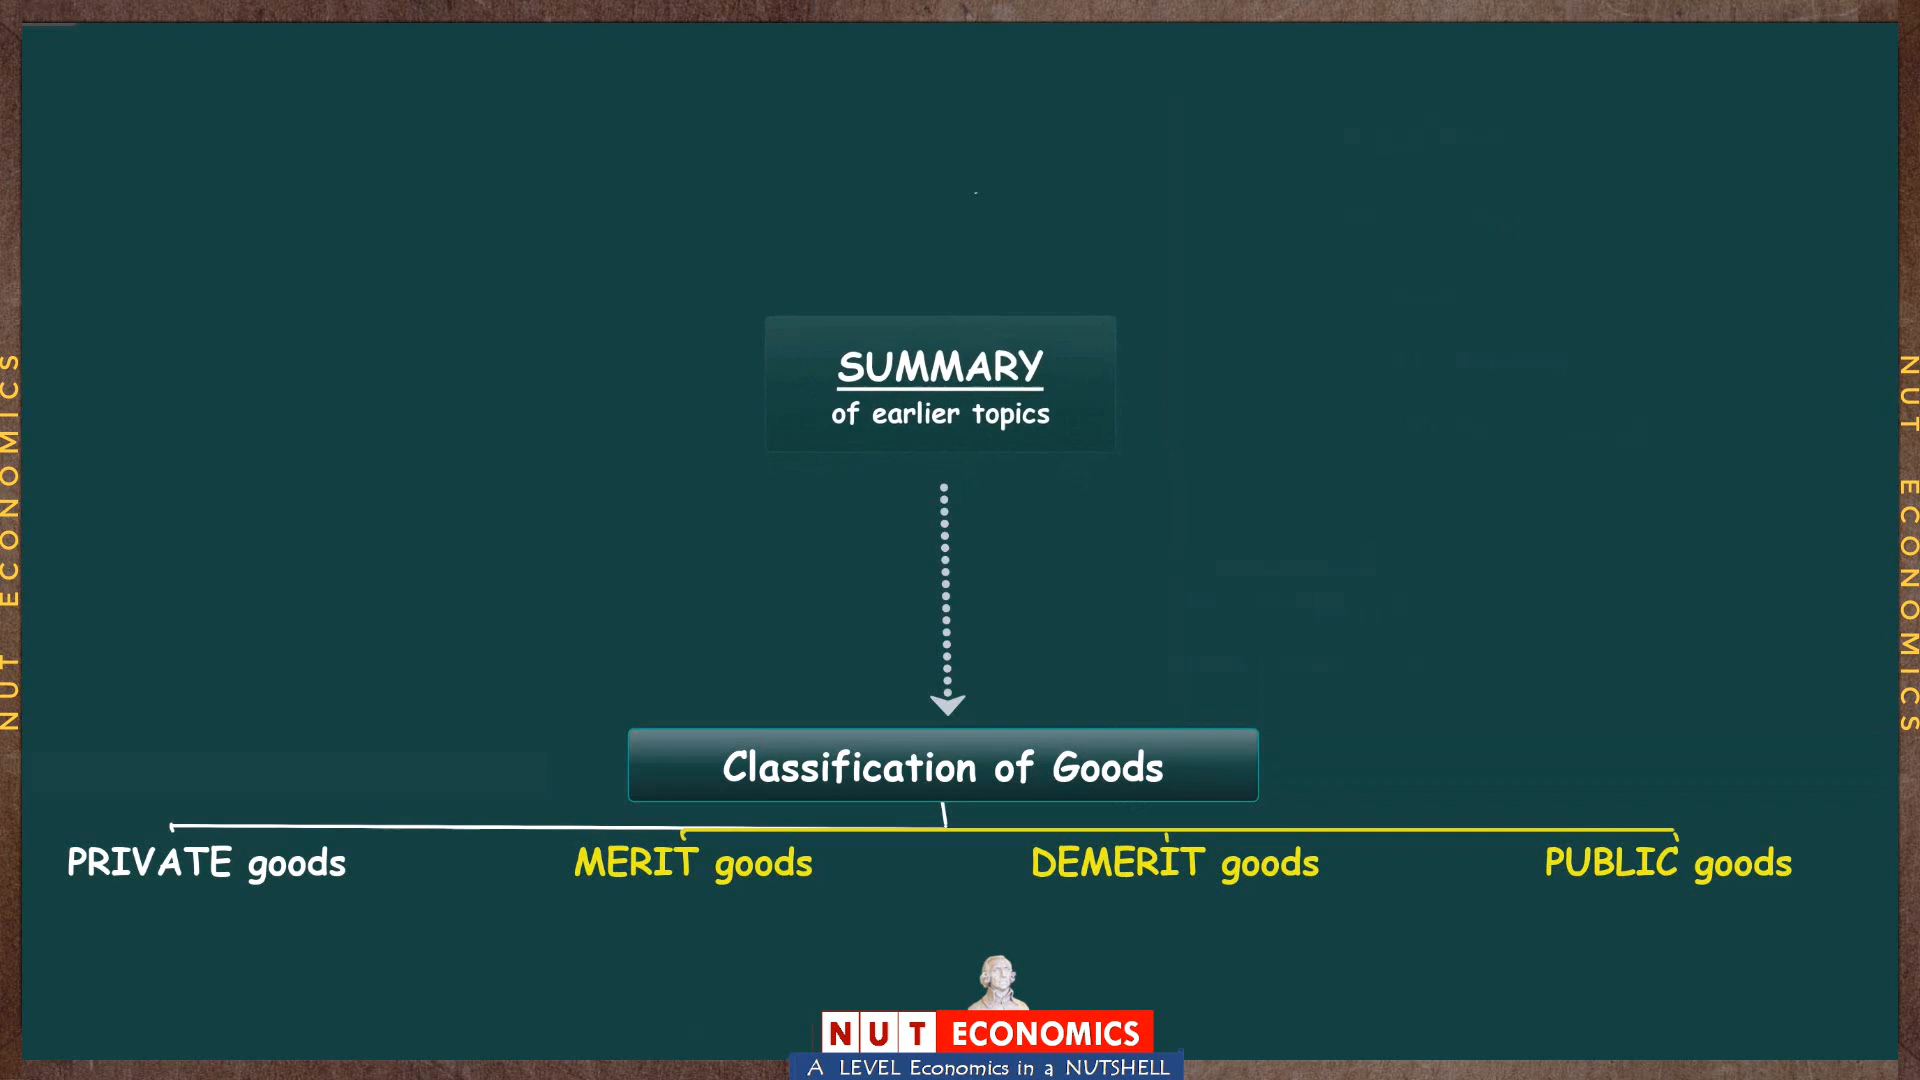 SUMMARY
of earlier topics
Classification of Goods
PRIVATE goods
MERIT goods
DEMERIT goods
PUBLIC goods
NUT ECONOMICS
NUT ECONOMICS
NUT ECONOMICS
A LEVEL Economics in a NUTSHELL